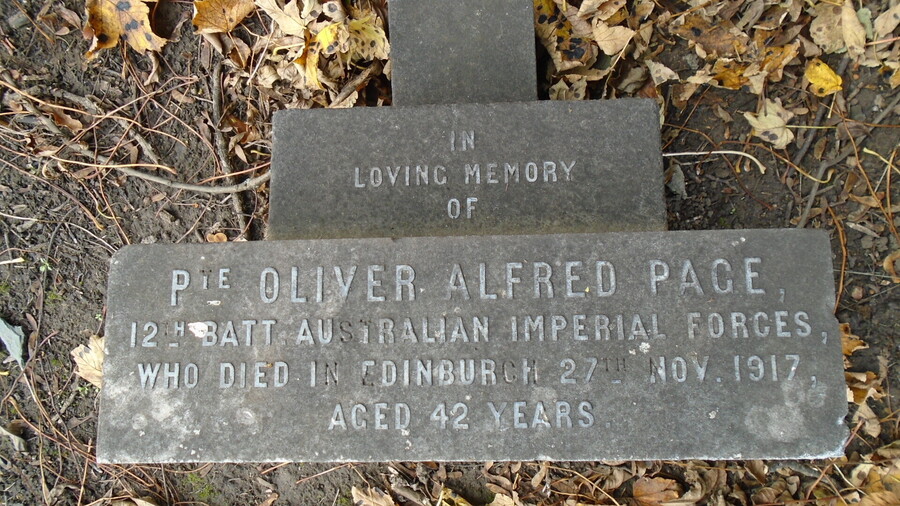 IN
LOVING MEMORY
OF
PTE OLIVER ALFRED PAGE,
12TH BATT AUSTRALIAN IMPERIAL FORCES,
WHO DIED IN EDINBURCH 27TH NOV. 1917,
AGED 42 YEARS